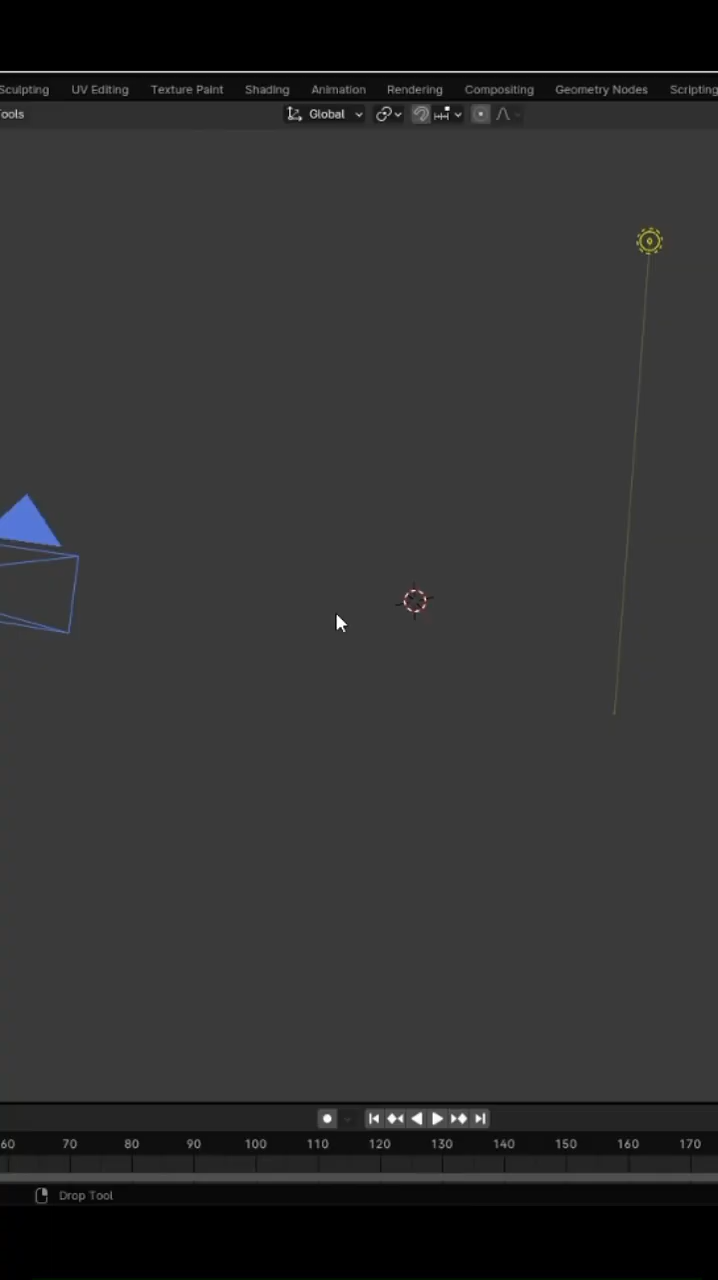 Sculpting UV Editing Texture Paint Shading Animation Rendering Compositing Geometry Nodes Scripting
Tools Global
60 70 80 90 100 110 120 130 140 150 160 170
Drop Tool